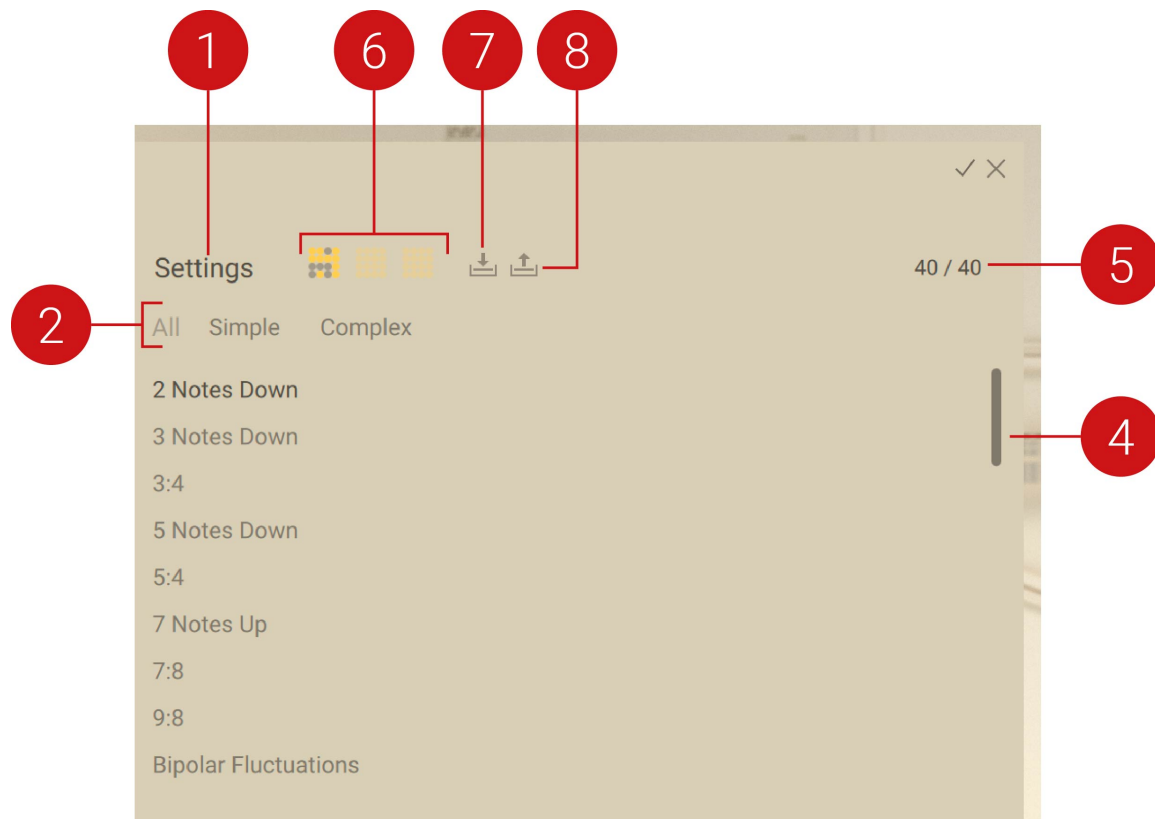 1 6 7 8
Settings 40 / 40 5
2 All Simple Complex
2 Notes Down
3 Notes Down 4
3:4
5 Notes Down
5:4
7 Notes Up
7:8
9:8
Bipolar Fluctuations